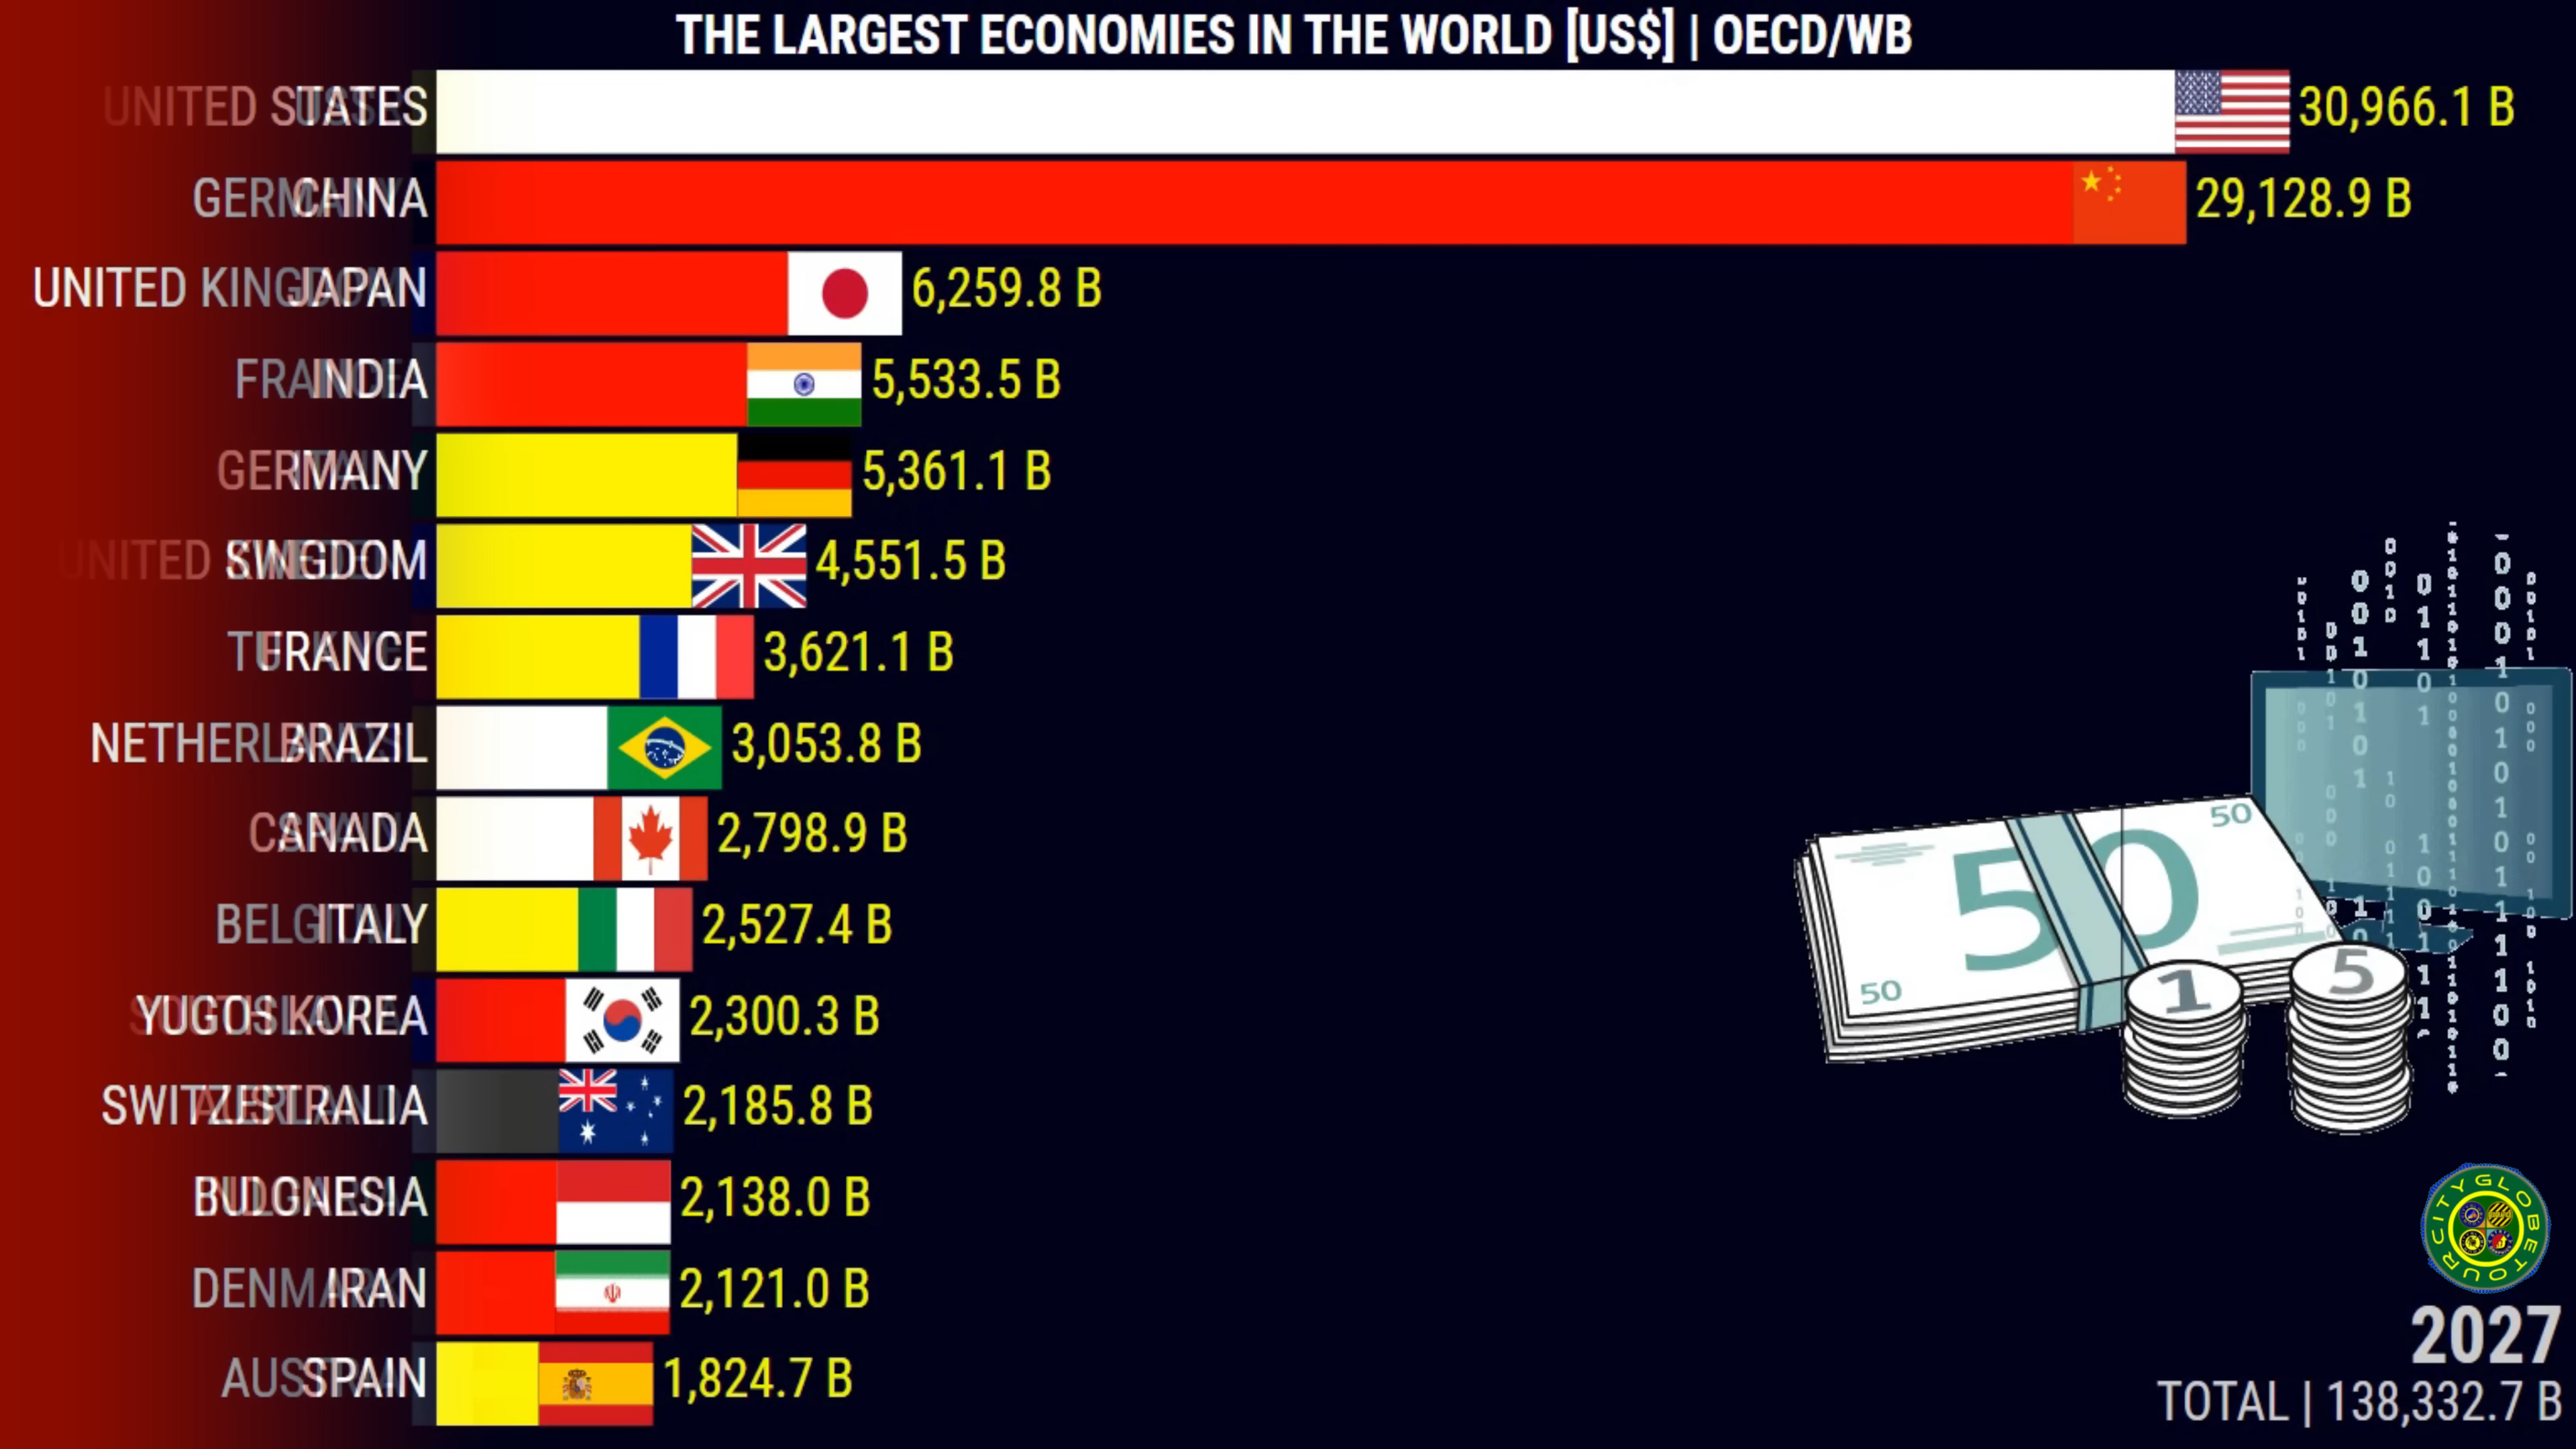 THE LARGEST ECONOMIES IN THE WORLD [US$] | OECD/WB
UNITED STATES 30,966.1 B
CHINA 29,128.9 B
JAPAN 6,259.8 B
INDIA 5,533.5 B
GERMANY 5,361.1 B
UNITED KINGDOM 4,551.5 B
FRANCE 3,621.1 B
BRAZIL 3,053.8 B
CANADA 2,798.9 B
ITALY 2,527.4 B
KOREA 2,300.3 B
2,185.8 B
2,138.0 B
IRAN 2,121.0 B
SPAIN 1,824.7 B
50
50
50
1
5
CITYGLOBETOUR
2027
TOTAL | 138,332.7 B